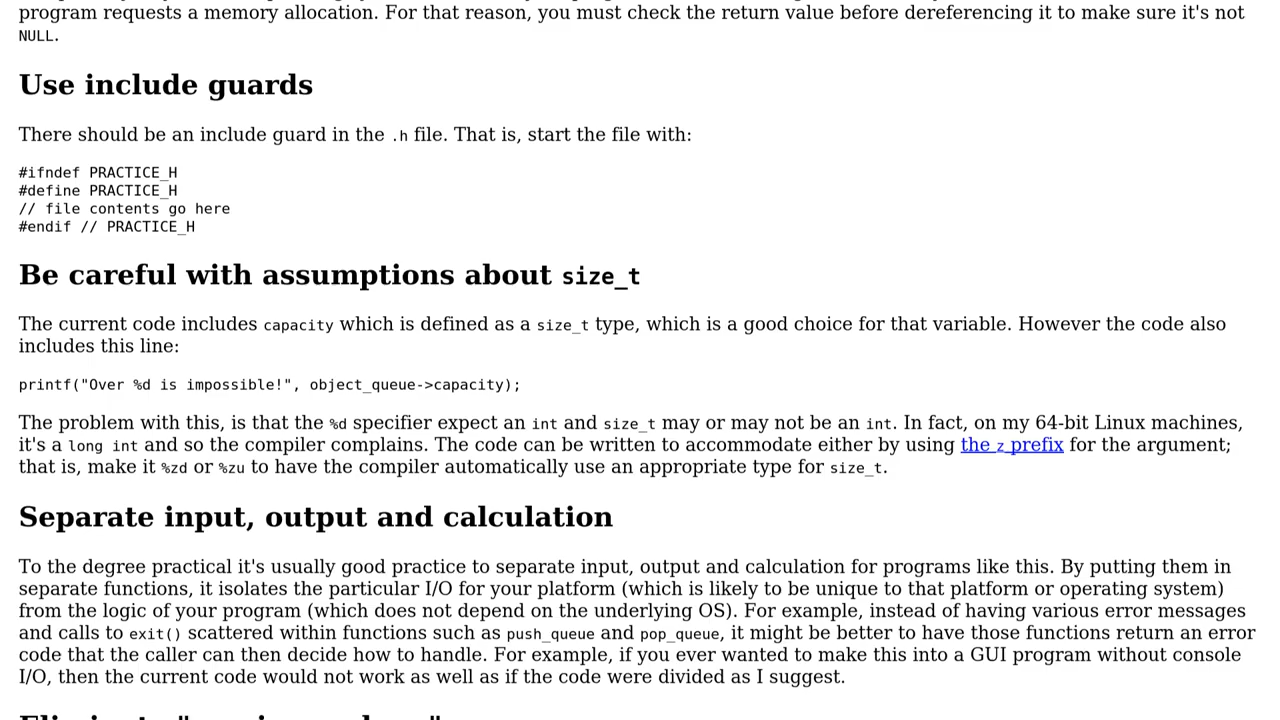 program requests a memory allocation. For that reason, you must check the return value before dereferencing it to make sure it's not
NULL.
Use include guards
There should be an include guard in the .h file. That is, start the file with:
#ifndef PRACTICE_H
#define PRACTICE_H
// file contents go here
#endif // PRACTICE_H
Be careful with assumptions about size_t
The current code includes capacity which is defined as a size_t type, which is a good choice for that variable. However the code also
includes this line:
printf("Over %d is impossible!", object_queue->capacity);
The problem with this, is that the %d specifier expect an int and size_t may or may not be an int. In fact, on my 64-bit Linux machines,
it's a long int and so the compiler complains. The code can be written to accommodate either by using the z prefix for the argument;
that is, make it %zd or %zu to have the compiler automatically use an appropriate type for size_t.
Separate input, output and calculation
To the degree practical it's usually good practice to separate input, output and calculation for programs like this. By putting them in
separate functions, it isolates the particular I/O for your platform (which is likely to be unique to that platform or operating system)
from the logic of your program (which does not depend on the underlying OS). For example, instead of having various error messages
and calls to exit() scattered within functions such as push_queue and pop_queue, it might be better to have those functions return an error
code that the caller can then decide how to handle. For example, if you ever wanted to make this into a GUI program without console
I/O, then the current code would not work as well as if the code were divided as I suggest.